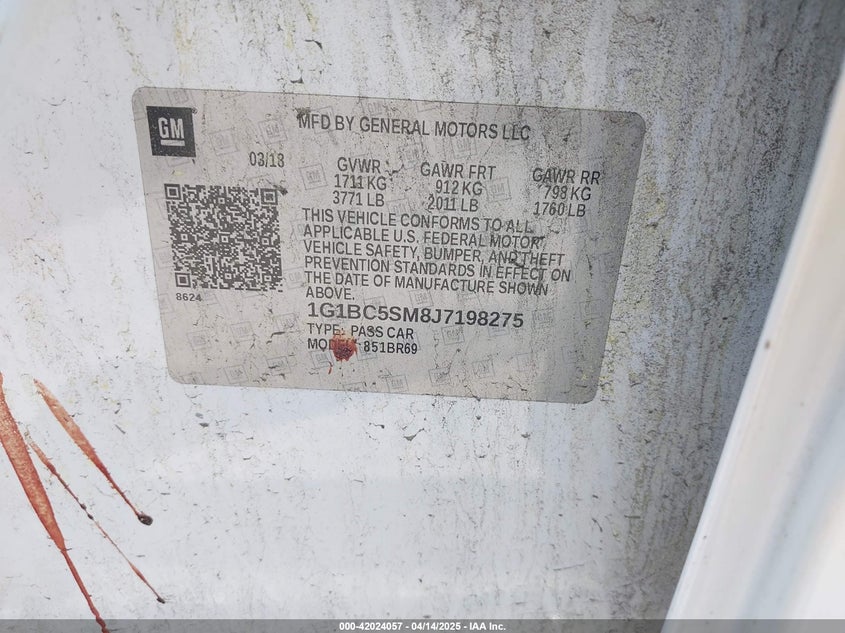 GM
MFD BY GENERAL MOTORS LLC
03/18
GVWR GAWR FRT GAWR RR
1711 KG 912 KG 798 KG
3771 LB 2011 LB 1760 LB
THIS VEHICLE CONFORMS TO ALL
APPLICABLE U.S. FEDERAL MOTOR
VEHICLE SAFETY, BUMPER, AND THEFT
PREVENTION STANDARDS IN EFFECT ON
THE DATE OF MANUFACTURE SHOWN
ABOVE.
8624
1G1BC5SM8J7198275
TYPE: PASS CAR
MODEL: 851BR69
000-42024057 - 04/14/2025 - IAA Inc.